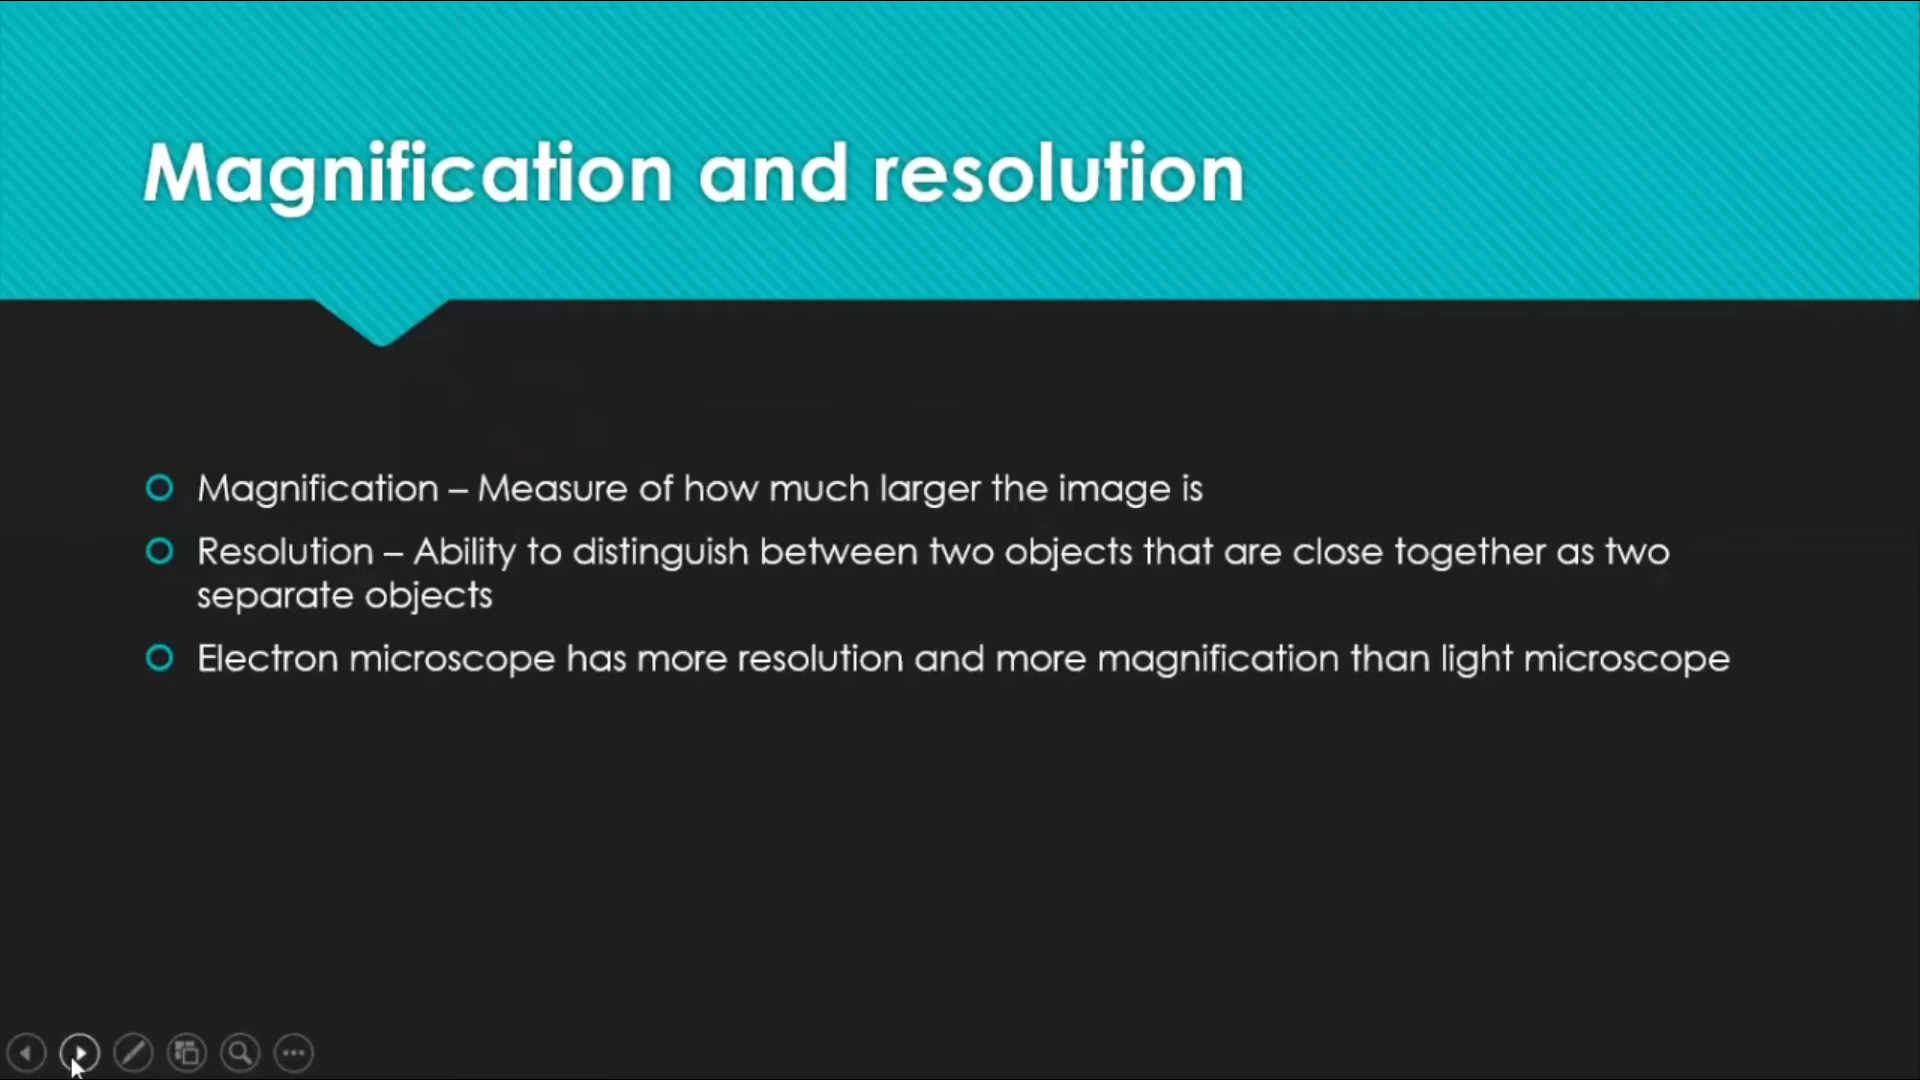 Magnification and resolution
Magnification – Measure of how much larger the image is
Resolution – Ability to distinguish between two objects that are close together as two
separate objects
Electron microscope has more resolution and more magnification than light microscope